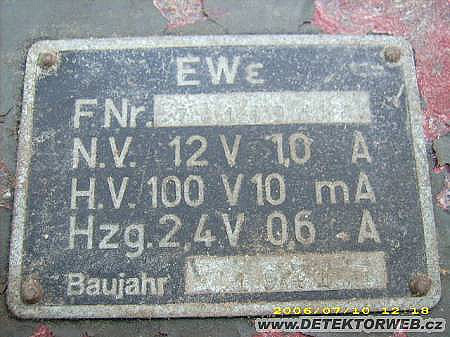 EWε
F Nr.
N.V. 12 V 1,0 A
H.V. 100 V 10 mA
Hzg. 2,4 V 0,6 A
Baujahr
2006/07/10 12:18
www.DETEKTORWEB.cz